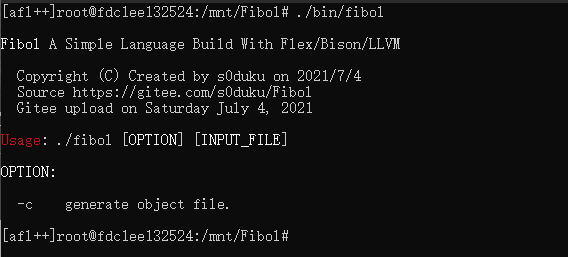 [afl++]root@fdc1ee132524:/mnt/Fibol# ./bin/fibol
Fibol A Simple Language Build With Flex/Bison/LLVM
Copyright (C) Created by s0duku on 2021/7/4
Source https://gitee.com/s0duku/Fibol
Gitee upload on Saturday July 4, 2021
Usage: ./fibol [OPTION] [INPUT_FILE]
OPTION:
-c    generate object file.
[afl++]root@fdc1ee132524:/mnt/Fibol#